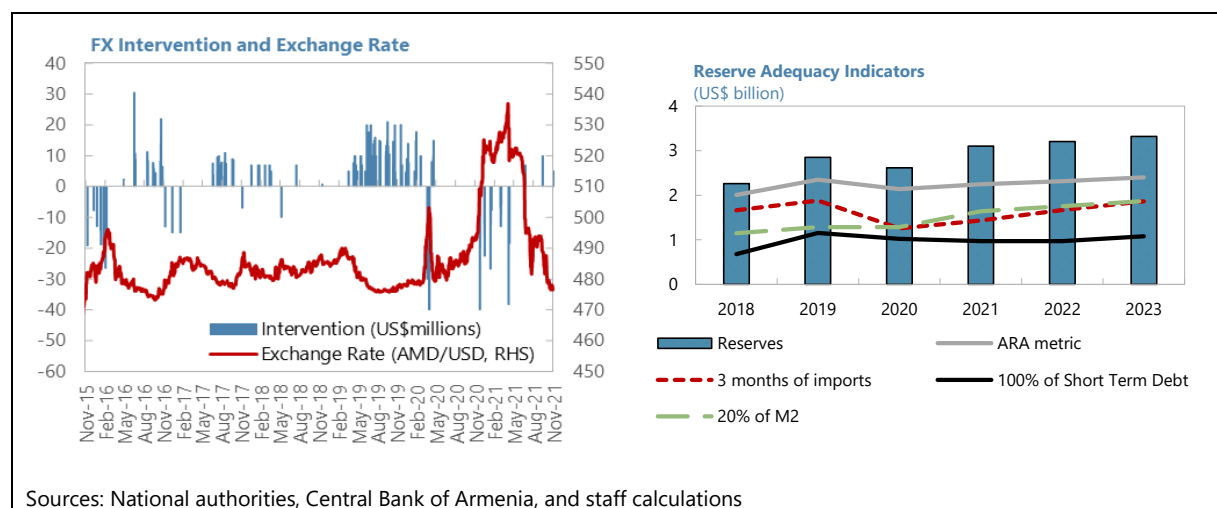 FX Intervention and Exchange Rate
40
30
20
10
0
-10
-20
-30
-40
-50
-60
550
540
530
520
510
500
490
480
470
460
450
Intervention (US$millions)
Exchange Rate (AMD/USD, RHS)
Nov-15
Feb-16
May-16
Aug-16
Nov-16
Feb-17
May-17
Aug-17
Nov-17
Feb-18
May-18
Aug-18
Nov-18
Feb-19
May-19
Aug-19
Nov-19
Feb-20
May-20
Aug-20
Nov-20
Feb-21
May-21
Aug-21
Nov-21
Reserve Adequacy Indicators
(US$ billion)
4
3
2
1
0
2018 2019 2020 2021 2022 2023
Reserves
ARA metric
3 months of imports
100% of Short Term Debt
20% of M2
Sources: National authorities, Central Bank of Armenia, and staff calculations